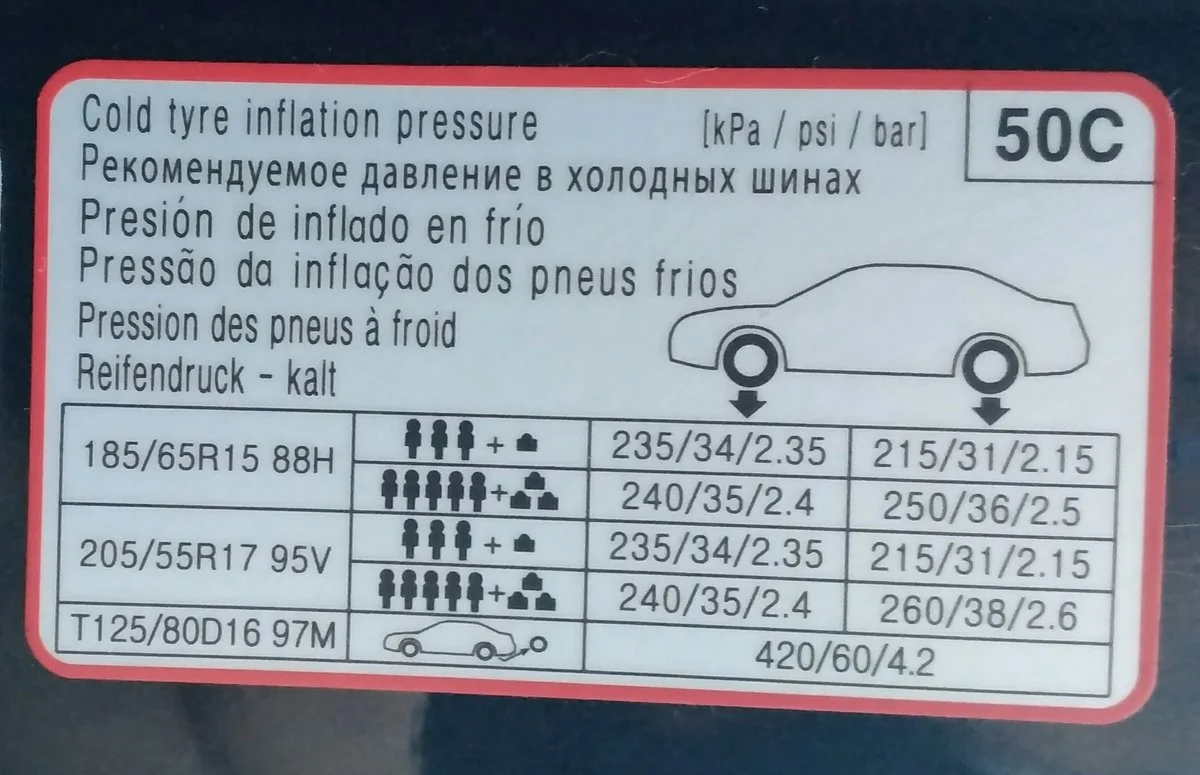 Cold tyre inflation pressure [kPa / psi / bar] 50C
Рекомендуемое давление в холодных шинах
Presión de inflado en frío
Pressão da inflação dos pneus frios
Pression des pneus à froid
Reifendruck - kalt
185/65R15 88H + 235/34/2.35 215/31/2.15
+ 240/35/2.4 250/36/2.5
205/55R17 95V + 235/34/2.35 215/31/2.15
+ 240/35/2.4 260/38/2.6
T125/80D16 97M 420/60/4.2